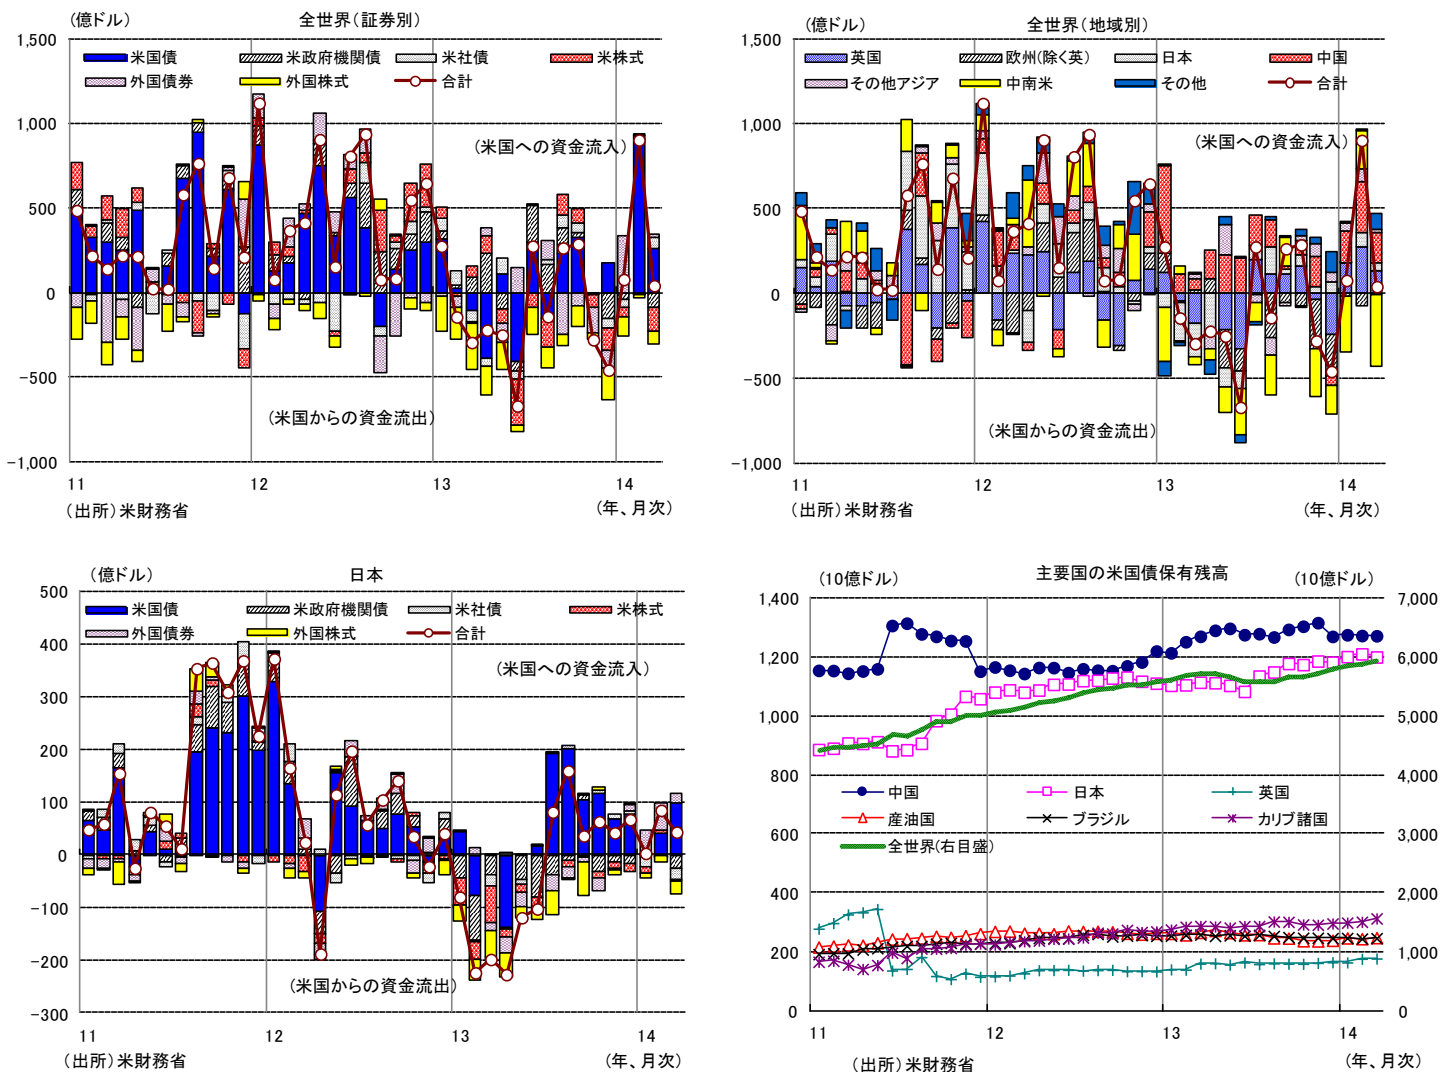 (億ドル)
全世界(証券別)
1,500
1,000
500
0
-500
-1,000
米国債 米政府機関債 米社債 米株式
外国債券 外国株式 合計
(米国への資金流入)
(米国からの資金流出)
11 12 13 14
(出所)米財務省
(年、月次)
(億ドル)
全世界(地域別)
1,500
1,000
500
0
-500
-1,000
英国 欧州(除く英) 日本 中国
その他アジア 中南米 その他 合計
(米国への資金流入)
(米国からの資金流出)
11 12 13 14
(出所)米財務省
(年、月次)
(億ドル)
日本
500
400
300
200
100
0
-100
-200
-300
米国債 米政府機関債 米社債 米株式
外国債券 外国株式 合計
(米国への資金流入)
(米国からの資金流出)
11 12 13 14
(出所)米財務省
(年、月次)
(10億ドル)
主要国の米国債保有残高
(10億ドル)
1,400 7,000
1,200 6,000
1,000 5,000
800 4,000
600 3,000
400 2,000
200 1,000
0 0
中国 日本 英国
産油国 ブラジル カリブ諸国
全世界(右目盛)
11 12 13 14
(出所)米財務省
(年、月次)